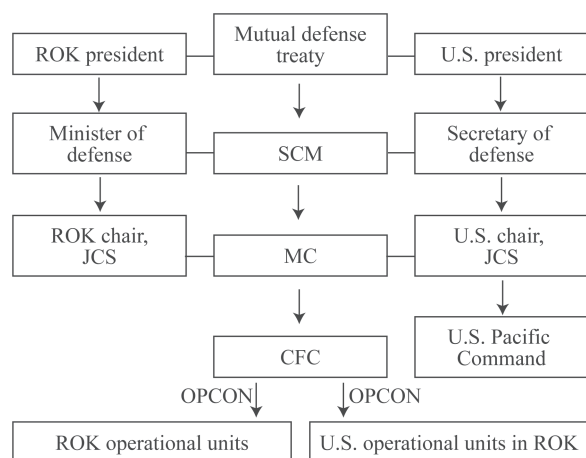 ROK president
Mutual defense
treaty
U.S. president
Minister of
defense
SCM
Secretary of
defense
ROK chair,
JCS
MC
U.S. chair,
JCS
CFC
U.S. Pacific
Command
OPCON
OPCON
ROK operational units
U.S. operational units in ROK